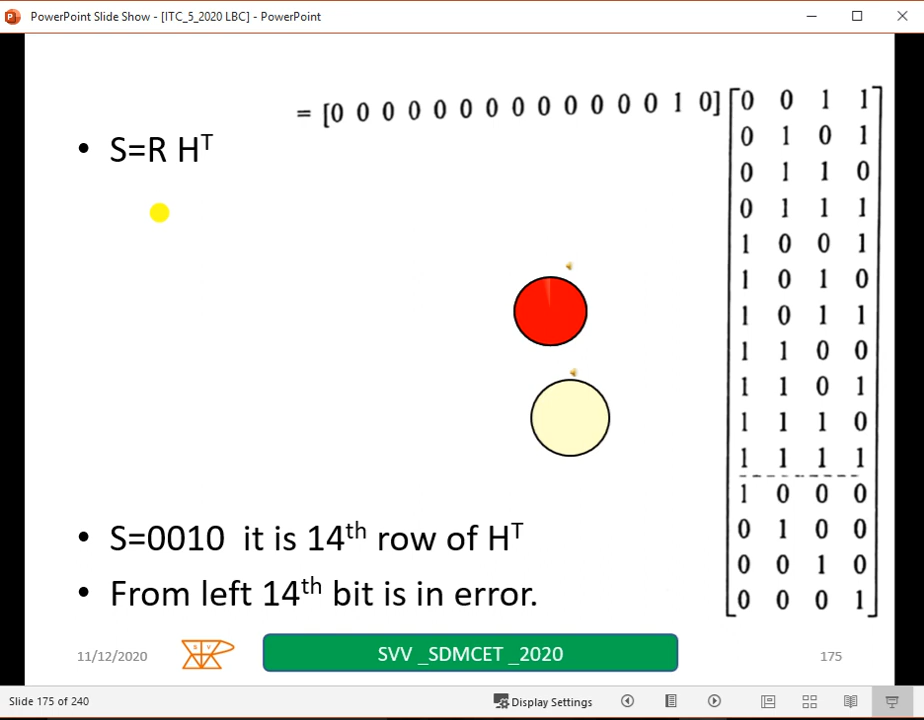 PowerPoint Slide Show - [ITC_5_2020 LBC] - PowerPoint
= [0 0 0 0 0 0 0 0 0 0 0 0 0 1 0]
0 0 1 1
0 1 0 1
0 1 1 0
0 1 1 1
1 0 0 1
1 0 1 0
1 0 1 1
1 1 0 0
1 1 0 1
1 1 1 0
1 1 1 1
1 0 0 0
0 1 0 0
0 0 1 0
0 0 0 1
• S=R Hᵀ
• S=0010 it is 14ᵗʰ row of Hᵀ
• From left 14ᵗʰ bit is in error.
11/12/2020
S V
SVV _SDMCET _2020
175
Slide 175 of 240
Display Settings